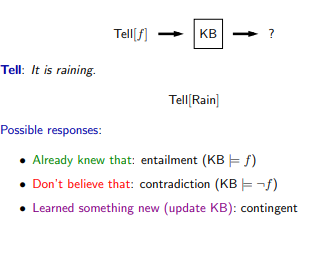 Tell[f] → KB → ?
Tell: It is raining.
Tell[Rain]
Possible responses:
• Already knew that: entailment (KB ⊨ f)
• Don't believe that: contradiction (KB ⊨ ¬f)
• Learned something new (update KB): contingent